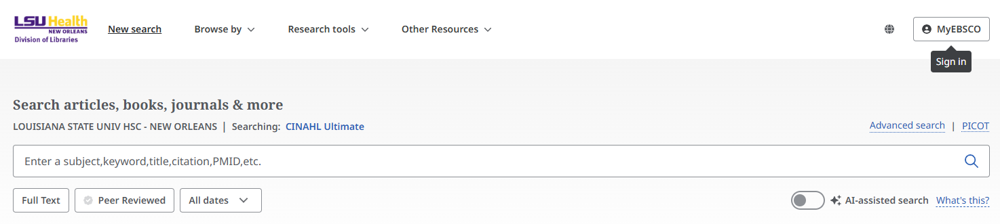 LSU Health
NEW ORLEANS
Division of Libraries
New search
Browse by
Research tools
Other Resources
MyEBSCO
Sign in
Search articles, books, journals & more
LOUISIANA STATE UNIV HSC - NEW ORLEANS | Searching: CINAHL Ultimate
Advanced search | PICOT
Enter a subject,keyword,title,citation,PMID,etc.
Full Text
Peer Reviewed
All dates
AI-assisted search
What's this?